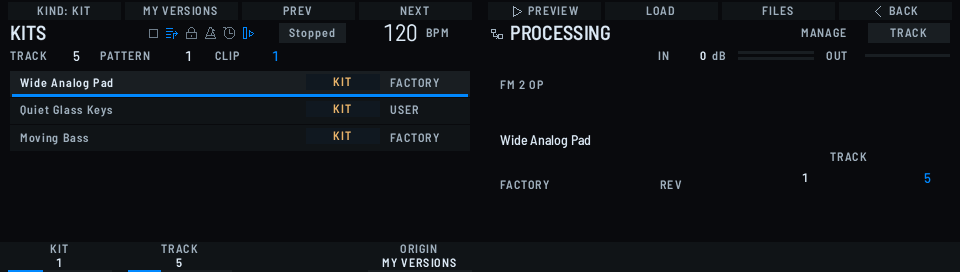 KIND: KIT MY VERSIONS PREV NEXT PREVIEW LOAD FILES BACK
KITS Stopped 120 BPM PROCESSING MANAGE TRACK
TRACK 5 PATTERN 1 CLIP 1 IN 0 dB OUT
Wide Analog Pad KIT FACTORY
FM 2 OP
Quiet Glass Keys KIT USER
Moving Bass KIT FACTORY
Wide Analog Pad
TRACK
FACTORY REV 1 5
KIT TRACK ORIGIN
1 5 MY VERSIONS